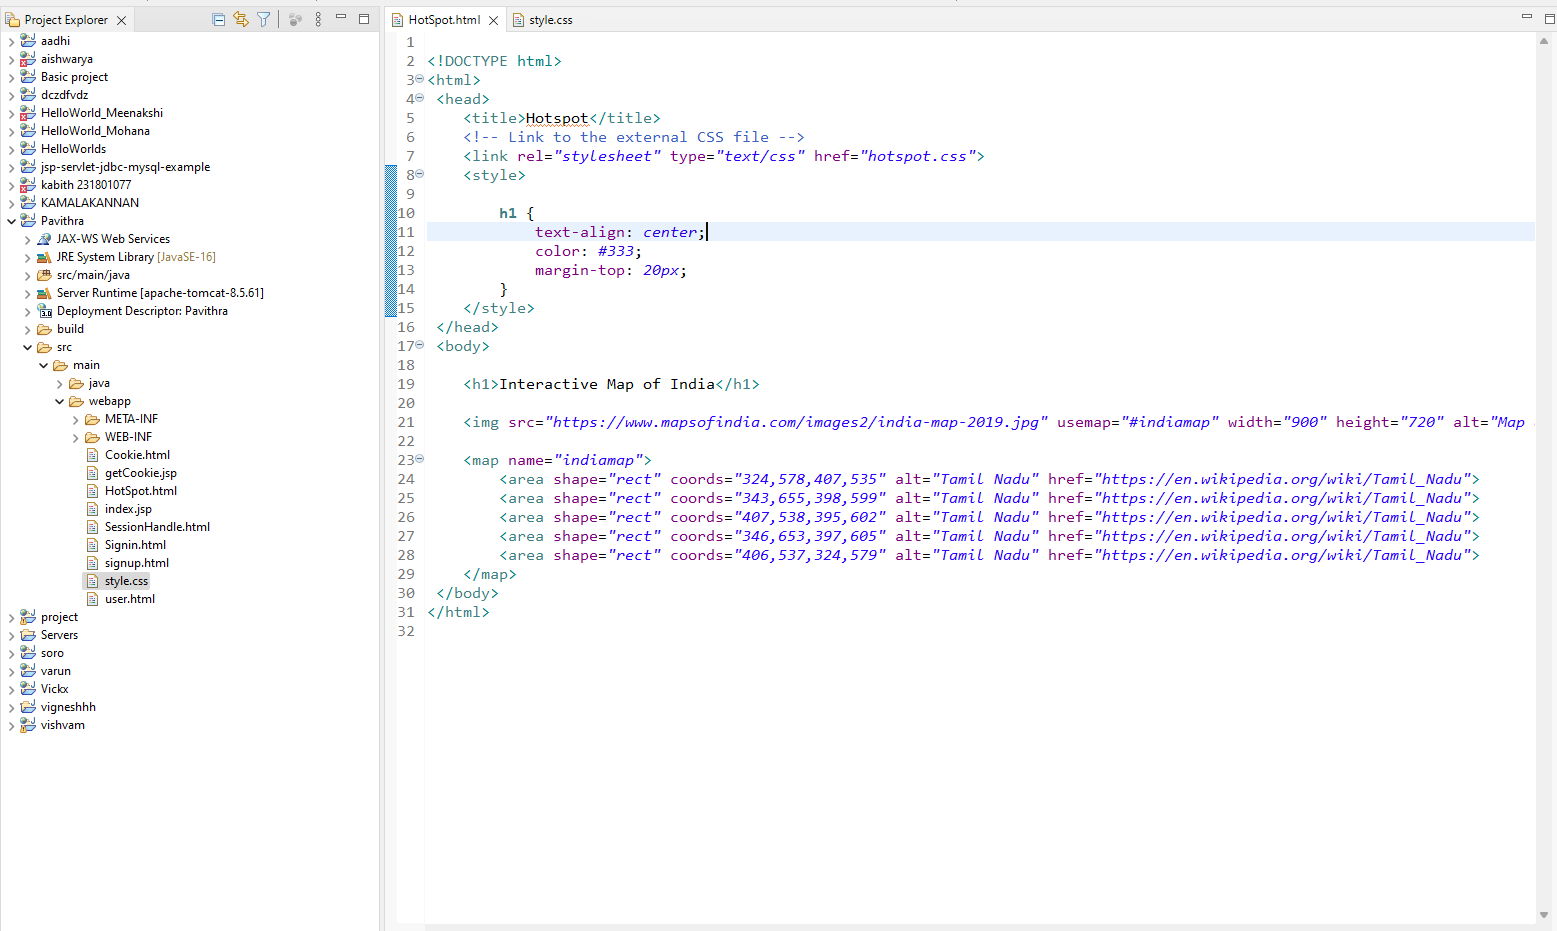 Project Explorer
aadhi
aishwarya
Basic project
dczdfvdz
HelloWorld_Meenakshi
HelloWorld_Mohana
HelloWorlds
jsp-servlet-jdbc-mysql-example
kabith 231801077
KAMALAKANNAN
Pavithra
JAX-WS Web Services
JRE System Library [JavaSE-16]
src/main/java
Server Runtime [apache-tomcat-8.5.61]
3.0 Deployment Descriptor: Pavithra
build
src
main
java
webapp
META-INF
WEB-INF
Cookie.html
getCookie.jsp
HotSpot.html
index.jsp
SessionHandle.html
Signin.html
signup.html
style.css
user.html
project
Servers
soro
varun
Vickx
vigneshhh
vishvam
HotSpot.html style.css
1
2 <!DOCTYPE html>
3 <html>
4 <head>
5 <title>Hotspot</title>
6 <!-- Link to the external CSS file -->
7 <link rel="stylesheet" type="text/css" href="hotspot.css">
8 <style>
9
10 h1 {
11 text-align: center;
12 color: #333;
13 margin-top: 20px;
14 }
15 </style>
16 </head>
17 <body>
18
19 <h1>Interactive Map of India</h1>
20
21 <img src="https://www.mapsofindia.com/images2/india-map-2019.jpg" usemap="#indiamap" width="900" height="720" alt="Map
22
23 <map name="indiamap">
24 <area shape="rect" coords="324,578,407,535" alt="Tamil Nadu" href="https://en.wikipedia.org/wiki/Tamil_Nadu">
25 <area shape="rect" coords="343,655,398,599" alt="Tamil Nadu" href="https://en.wikipedia.org/wiki/Tamil_Nadu">
26 <area shape="rect" coords="407,538,395,602" alt="Tamil Nadu" href="https://en.wikipedia.org/wiki/Tamil_Nadu">
27 <area shape="rect" coords="346,653,397,605" alt="Tamil Nadu" href="https://en.wikipedia.org/wiki/Tamil_Nadu">
28 <area shape="rect" coords="406,537,324,579" alt="Tamil Nadu" href="https://en.wikipedia.org/wiki/Tamil_Nadu">
29 </map>
30 </body>
31 </html>
32